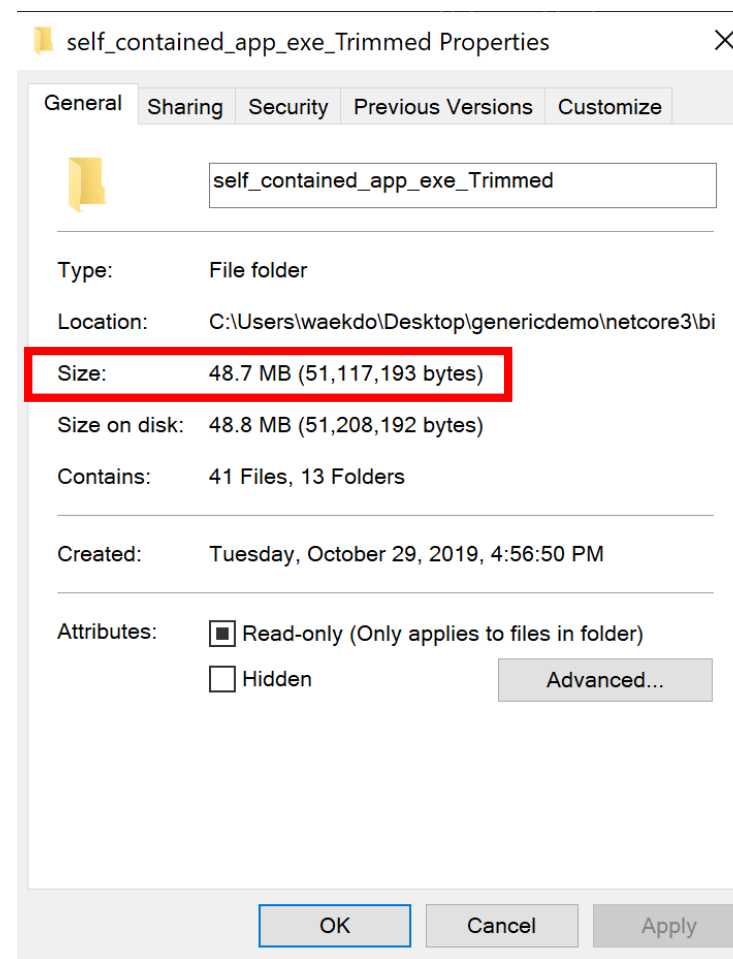 self_contained_app_exe_Trimmed Properties
General Sharing Security Previous Versions Customize
self_contained_app_exe_Trimmed
Type: File folder
Location: C:\Users\waekdo\Desktop\genericdemo\netcore3\bi
Size: 48.7 MB (51,117,193 bytes)
Size on disk: 48.8 MB (51,208,192 bytes)
Contains: 41 Files, 13 Folders
Created: Tuesday, October 29, 2019, 4:56:50 PM
Attributes: Read-only (Only applies to files in folder)
Hidden Advanced...
OK Cancel Apply